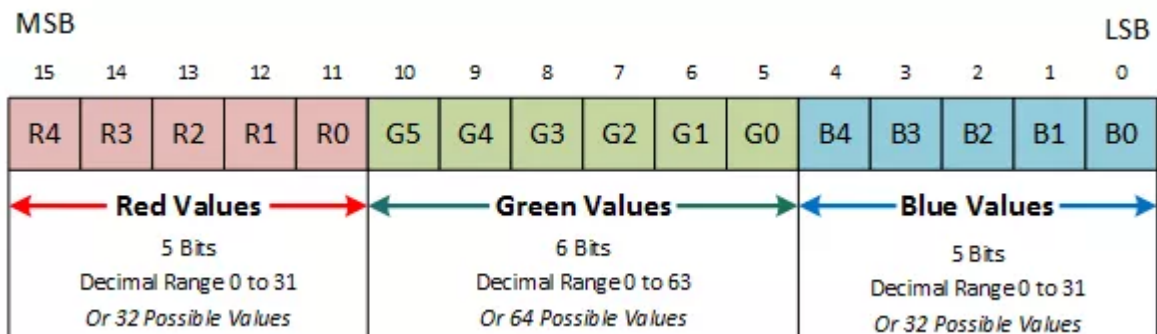 MSB LSB
15 14 13 12 11 10 9 8 7 6 5 4 3 2 1 0
R4 R3 R2 R1 R0 G5 G4 G3 G2 G1 G0 B4 B3 B2 B1 B0
Red Values Green Values Blue Values
5 Bits 6 Bits 5 Bits
Decimal Range 0 to 31 Decimal Range 0 to 63 Decimal Range 0 to 31
Or 32 Possible Values Or 64 Possible Values Or 32 Possible Values